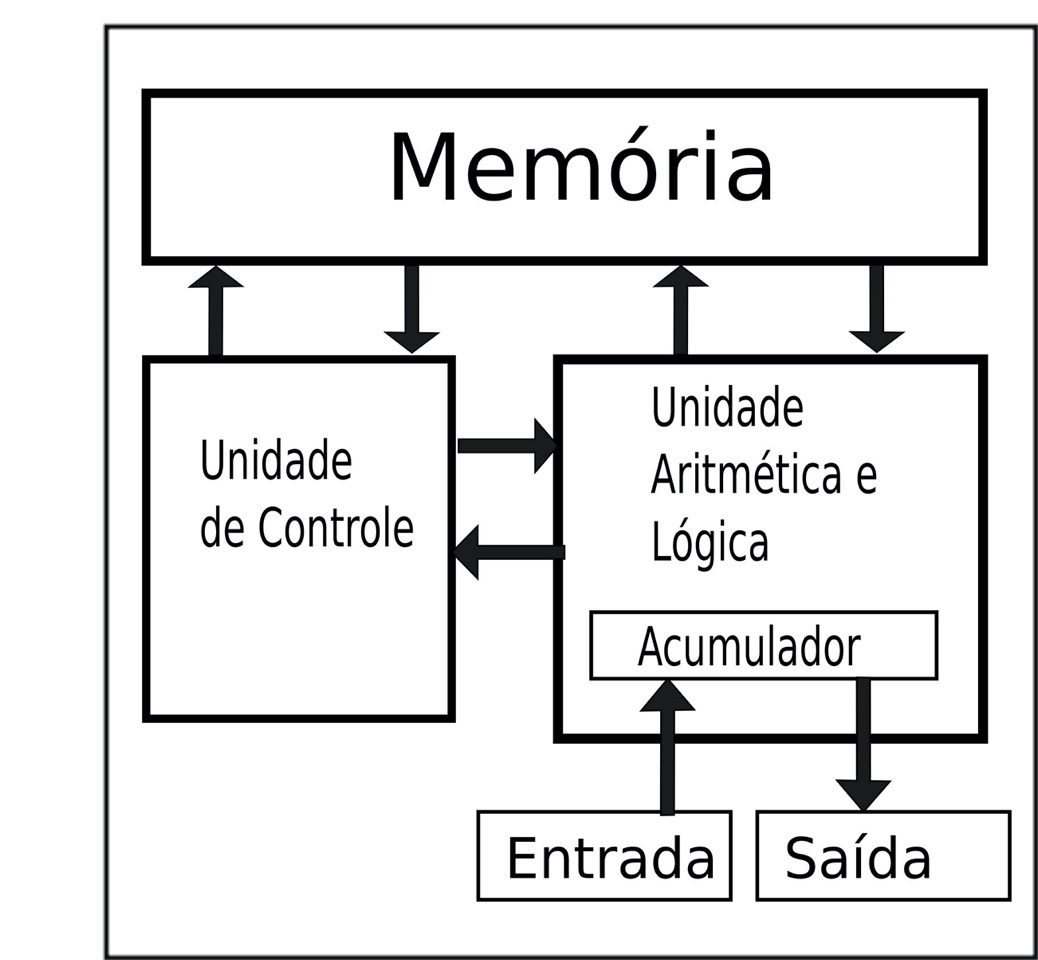 Memória
Unidade
de Controle
Unidade
Aritmética e
Lógica
Acumulador
Entrada
Saída